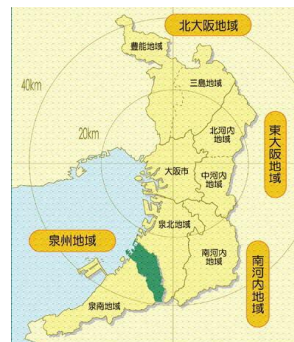 北大阪地域
豊能地域
40km
三島地域
北河内
地域
20km
東大阪地域
大阪市
中河内
地域
泉北地域
泉州地域
南河内
地域
南河内地域
泉南地域